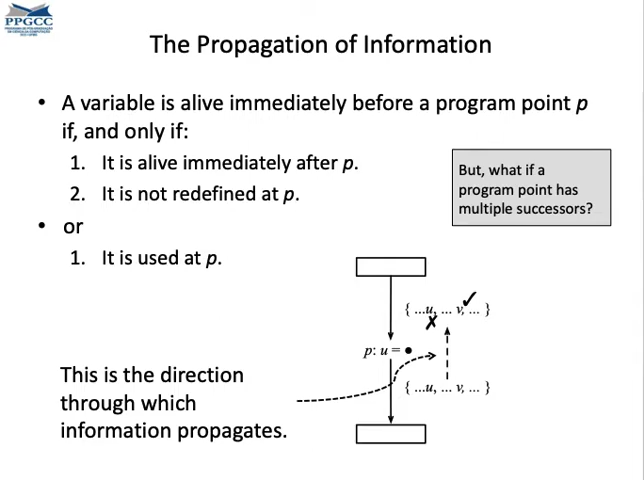 PPGCC
The Propagation of Information
• A variable is alive immediately before a program point p
if, and only if:
1. It is alive immediately after p.
2. It is not redefined at p.
• or
1. It is used at p.
But, what if a
program point has
multiple successors?
{ ...u, ... v, ... }
p: u = •
{ ...u, ... v, ... }
This is the direction
through which
information propagates.